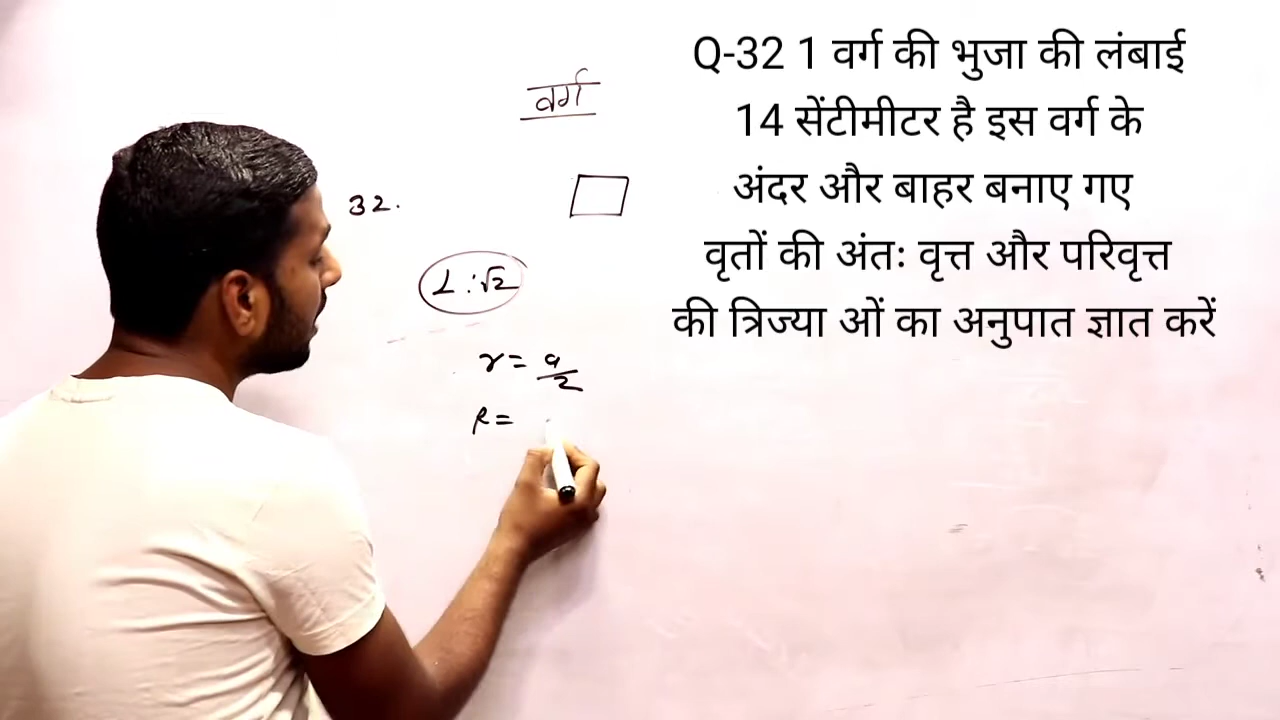 वर्ग
32.
1:√2
r = a/2
R =
Q-32 1 वर्ग की भुजा की लंबाई
14 सेंटीमीटर है इस वर्ग के
अंदर और बाहर बनाए गए
वृतों की अंतः वृत्त और परिवृत्त
की त्रिज्या ओं का अनुपात ज्ञात करें